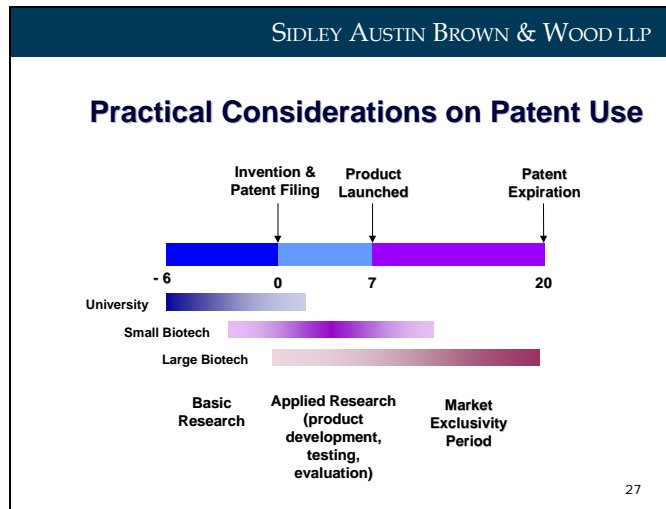 SIDLEY AUSTIN BROWN & WOOD LLP
Practical Considerations on Patent Use
Invention &
Patent Filing
Product
Launched
Patent
Expiration
- 6
0
7
20
University
Small Biotech
Large Biotech
Basic
Research
Applied Research
(product
development,
testing,
evaluation)
Market
Exclusivity
Period
27